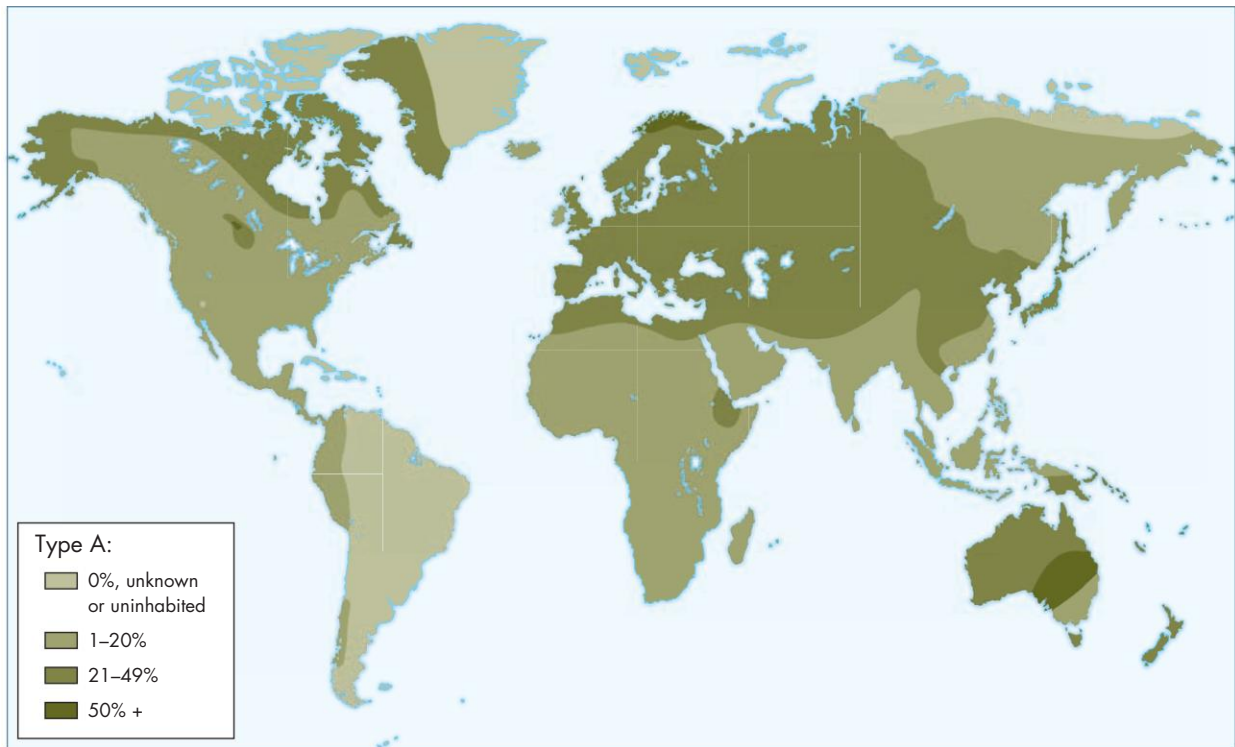 Type A:
0%, unknown
or uninhabited
1–20%
21–49%
50% +